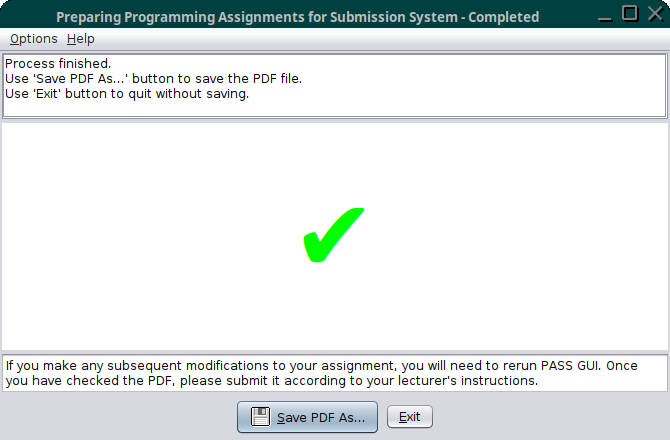 Preparing Programming Assignments for Submission System - Completed
Options Help
Process finished.
Use 'Save PDF As...' button to save the PDF file.
Use 'Exit' button to quit without saving.
If you make any subsequent modifications to your assignment, you will need to rerun PASS GUI. Once
you have checked the PDF, please submit it according to your lecturer's instructions.
Save PDF As... Exit